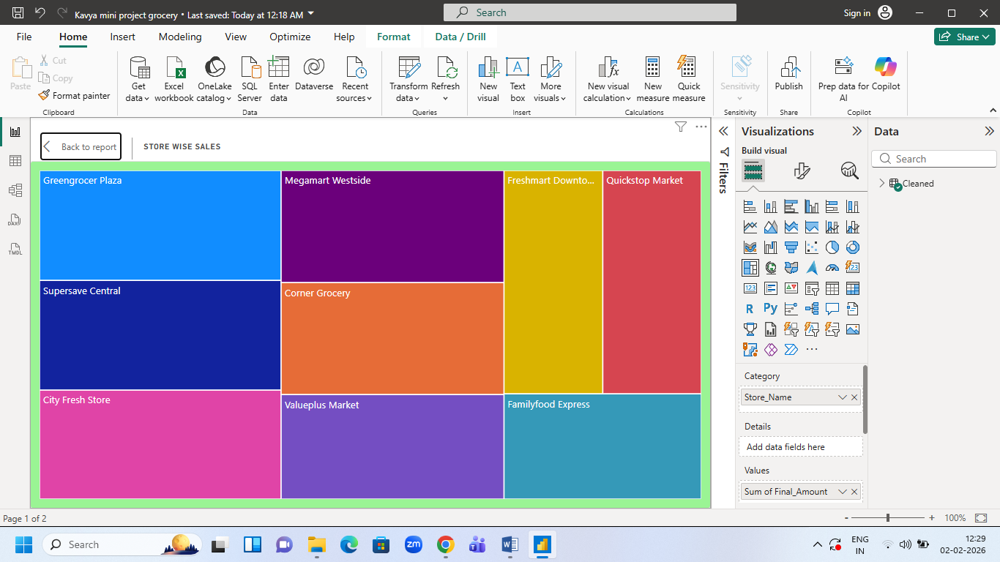 Kavya mini project grocery • Last saved: Today at 12:18 AM
Search
Sign in
File
Home
Insert
Modeling
View
Optimize
Help
Format
Data / Drill
Share
Paste
Cut
Copy
Format painter
Clipboard
Get data
Excel workbook
OneLake catalog
SQL Server
Enter data
Dataverse
Recent sources
Data
Transform data
Refresh
Queries
New visual
Text box
More visuals
Insert
New visual calculation
New measure
Quick measure
Calculations
Sensitivity
Sensitivity
Publish
Share
Prep data for AI
Copilot
Copilot
Back to report
STORE WISE SALES
Greengrocer Plaza
Supersave Central
City Fresh Store
Megamart Westside
Corner Grocery
Valueplus Market
Freshmart Downto...
Quickstop Market
Familyfood Express
Filters
Visualizations
Build visual
Category
Store_Name
Details
Add data fields here
Values
Sum of Final_Amount
Data
Search
Cleaned
DAX
TMDL
123
123
R
Py
Page 1 of 2
- + 100%
Search
zm
ENG
IN
12:29
02-02-2026